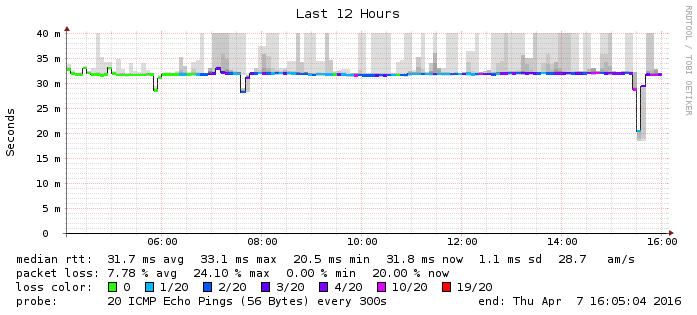 Last 12 Hours
RRDTOOL / TOBI OETIKER
Seconds
40 m
35 m
30 m
25 m
20 m
15 m
10 m
5 m
0
06:00 08:00 10:00 12:00 14:00 16:00
median rtt: 31.7 ms avg 33.1 ms max 20.5 ms min 31.8 ms now 1.1 ms sd 28.7 am/s
packet loss: 7.78 % avg 24.10 % max 0.00 % min 20.00 % now
loss color: 0 1/20 2/20 3/20 4/20 10/20 19/20
probe: 20 ICMP Echo Pings (56 Bytes) every 300s end: Thu Apr 7 16:05:04 2016